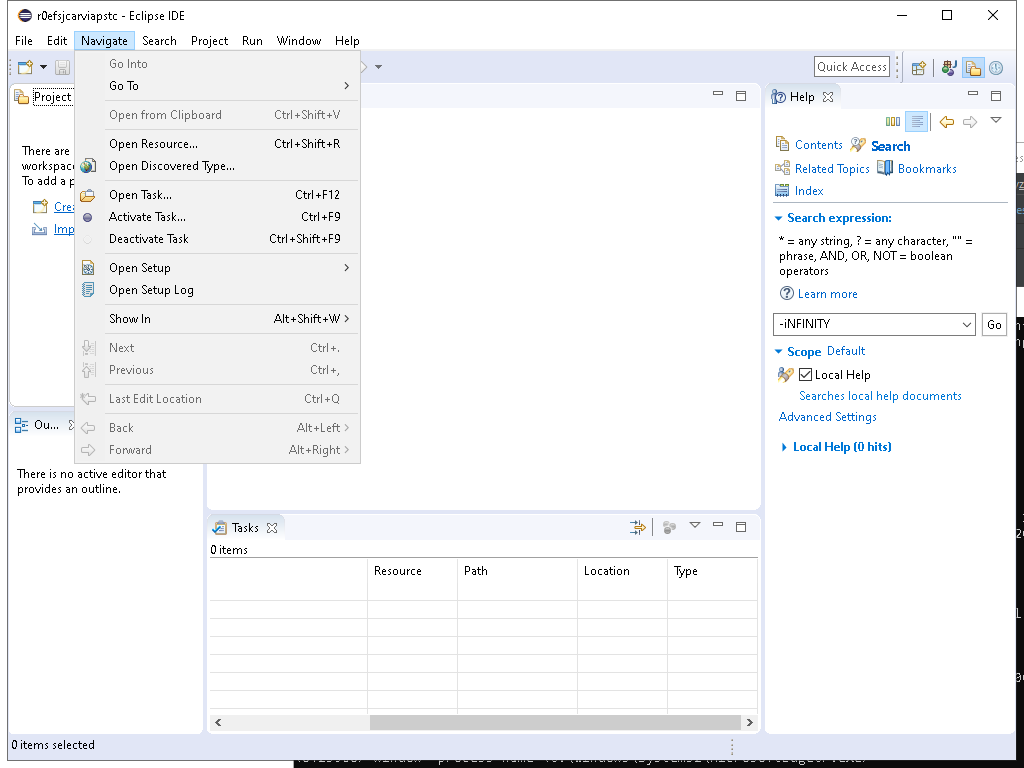 r0efsjcarviapstc - Eclipse IDE
File Edit Navigate Search Project Run Window Help
Quick Access
Go Into
Go To
Open from Clipboard Ctrl+Shift+V
Open Resource... Ctrl+Shift+R
Open Discovered Type...
Open Task... Ctrl+F12
Activate Task... Ctrl+F9
Deactivate Task Ctrl+Shift+F9
Open Setup
Open Setup Log
Show In Alt+Shift+W
Next Ctrl+.
Previous Ctrl+,
Last Edit Location Ctrl+Q
Back Alt+Left
Forward Alt+Right
Project
There are
workspac
To add a p
Crea
Imp
Ou...
There is no active editor that
provides an outline.
Tasks
0 items
Resource Path Location Type
Help
Contents Search
Related Topics Bookmarks
Index
Search expression:
* = any string, ? = any character, "" =
phrase, AND, OR, NOT = boolean
operators
Learn more
-iNFINITY Go
Scope Default
Local Help
Searches local help documents
Advanced Settings
Local Help (0 hits)
0 items selected